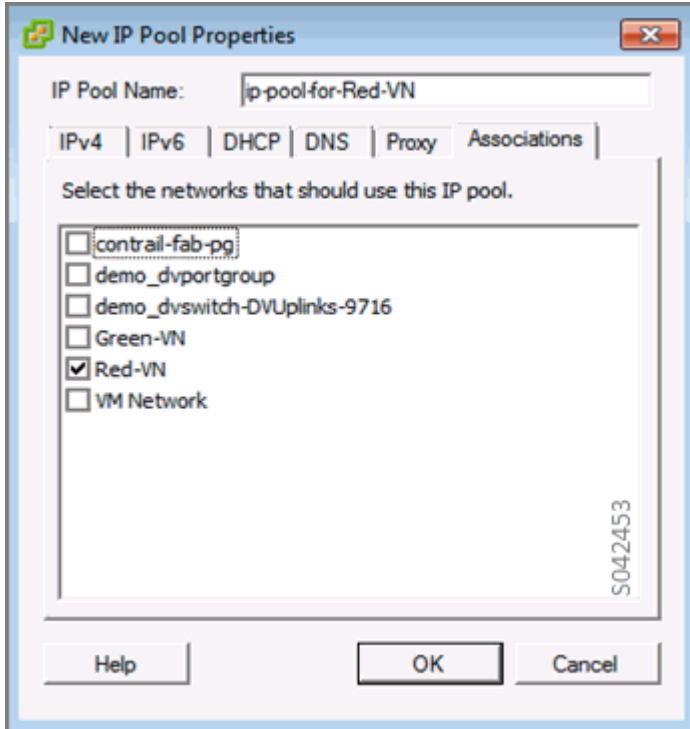 New IP Pool Properties
IP Pool Name: ip-pool-for-Red-VN
IPv4 IPv6 DHCP DNS Proxy Associations
Select the networks that should use this IP pool.
contrail-fab-pg
demo_dvportgroup
demo_dvswitch-DVUplinks-9716
Green-VN
Red-VN
VM Network
S042453
Help OK Cancel